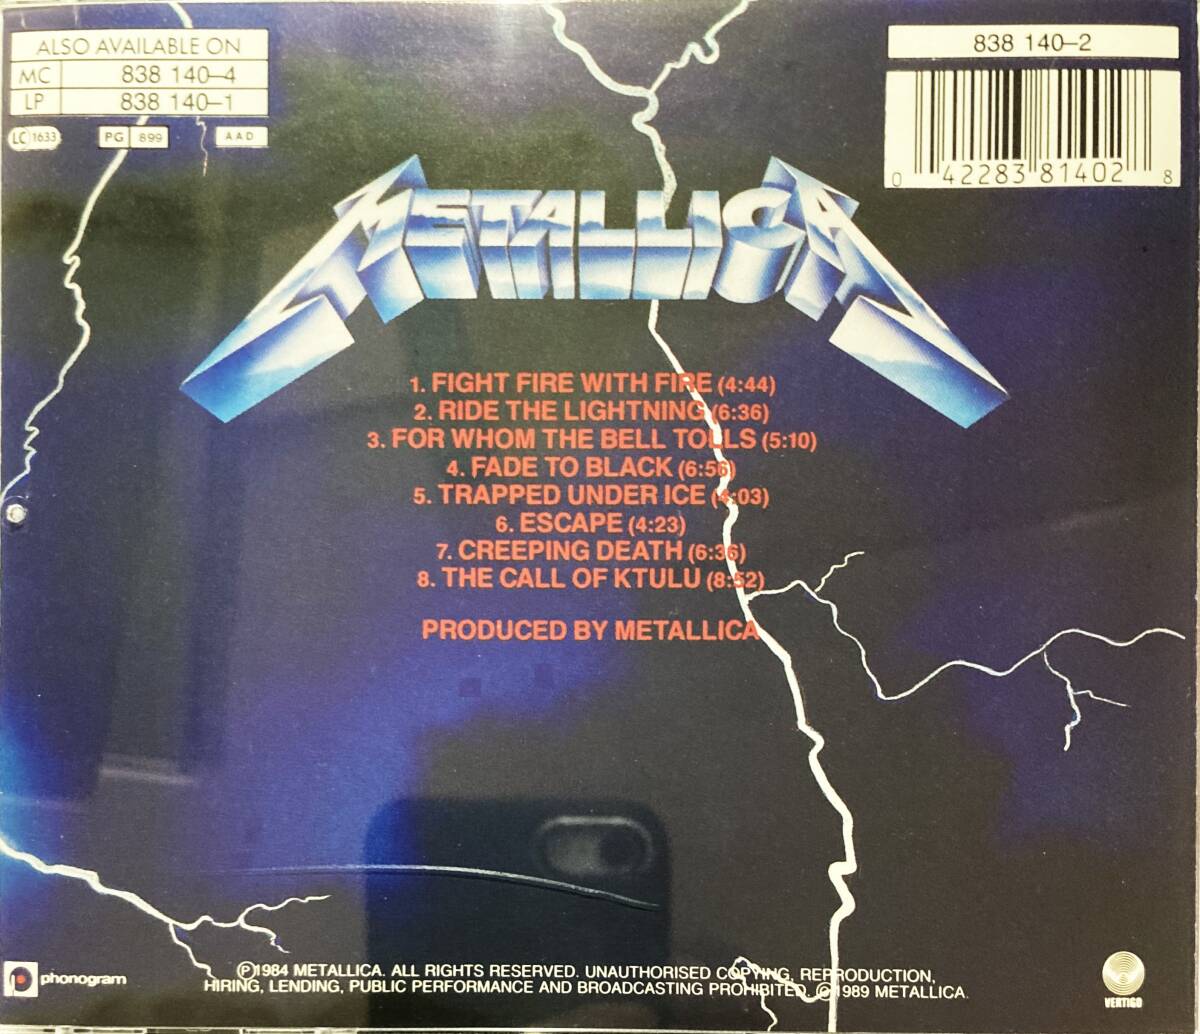 ALSO AVAILABLE ON
MC 838 140-4
LP 838 140-1
LC 1633 PG 899 AAD
838 140-2
0 42283 81402 8
METALLICA
1. FIGHT FIRE WITH FIRE (4:44)
2. RIDE THE LIGHTNING (6:36)
3. FOR WHOM THE BELL TOLLS (5:10)
4. FADE TO BLACK (6:56)
5. TRAPPED UNDER ICE (4:03)
6. ESCAPE (4:23)
7. CREEPING DEATH (6:36)
8. THE CALL OF KTULU (8:52)
PRODUCED BY METALLICA
phonogram
Ⓟ1984 METALLICA. ALL RIGHTS RESERVED. UNAUTHORISED COPYING, REPRODUCTION,
HIRING, LENDING, PUBLIC PERFORMANCE AND BROADCASTING PROHIBITED. ©1989 METALLICA.
VERTIGO